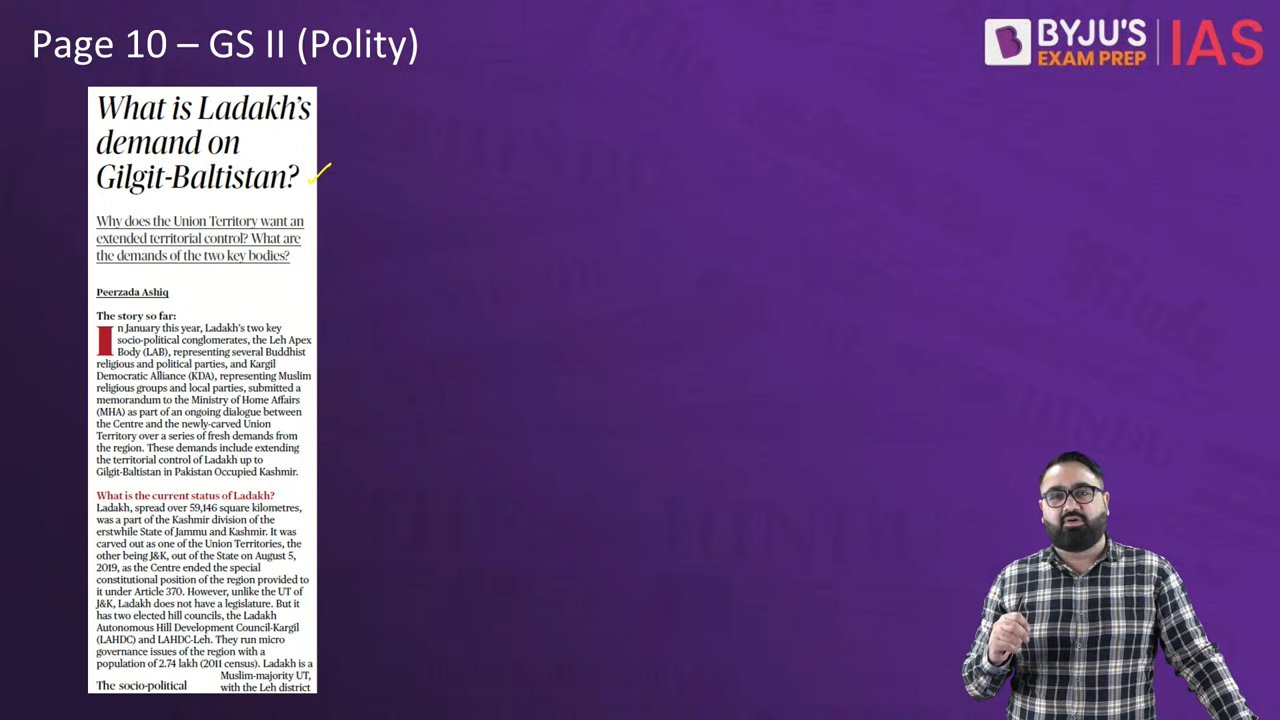 Page 10 – GS II (Polity)
BYJU'S
EXAM PREP
IAS
What is Ladakh's
demand on
Gilgit-Baltistan?
Why does the Union Territory want an
extended territorial control? What are
the demands of the two key bodies?
Peerzada Ashiq
The story so far:
In January this year, Ladakh's two key
socio-political conglomerates, the Leh Apex
Body (LAB), representing several Buddhist
religious and political parties, and Kargil
Democratic Alliance (KDA), representing Muslim
religious groups and local parties, submitted a
memorandum to the Ministry of Home Affairs
(MHA) as part of an ongoing dialogue between
the Centre and the newly-carved Union
Territory over a series of fresh demands from
the region. These demands include extending
the territorial control of Ladakh up to
Gilgit-Baltistan in Pakistan Occupied Kashmir.
What is the current status of Ladakh?
Ladakh, spread over 59,146 square kilometres,
was a part of the Kashmir division of the
erstwhile State of Jammu and Kashmir. It was
carved out as one of the Union Territories, the
other being J&K, out of the State on August 5,
2019, as the Centre ended the special
constitutional position of the region provided to
it under Article 370. However, unlike the UT of
J&K, Ladakh does not have a legislature. But it
has two elected hill councils, the Ladakh
Autonomous Hill Development Council-Kargil
(LAHDC) and LAHDC-Leh. They run micro
governance issues of the region with a
population of 2.74 lakh (2011 census). Ladakh is a
Muslim-majority UT,
with the Leh district
The socio-political